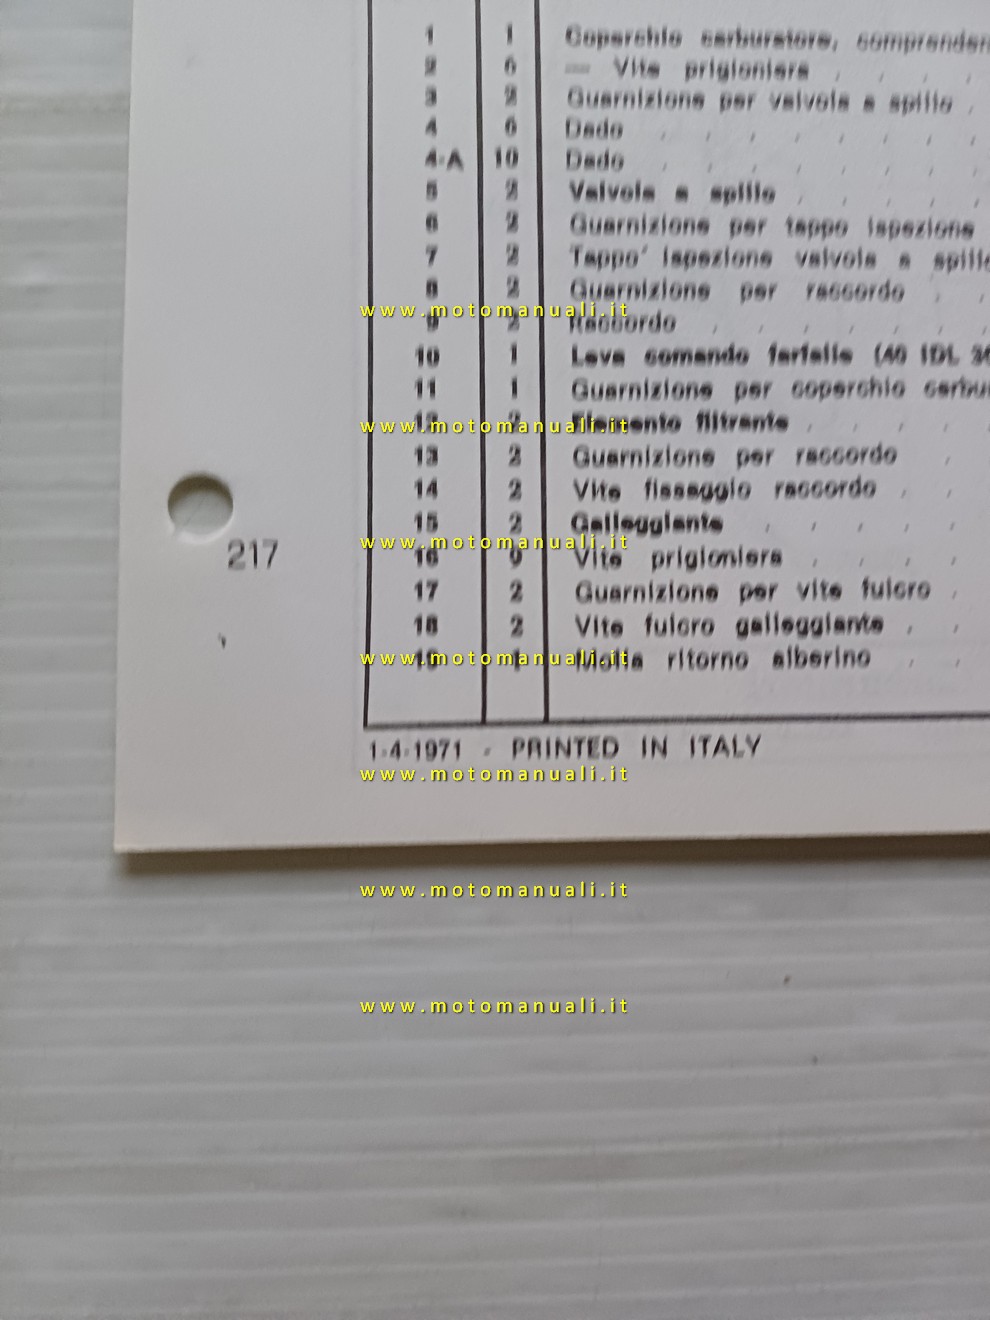 1 1 Coperchio carburatore,
2 6 — Vite prigioniera
3 2 Guarnizione per valvola a spillo
4 6 Dado
4-A 10 Dado
5 2 Valvola a spillo
6 2 Guarnizione per tappo ispezione
7 2 Tappo ispezione valvola a
8 2 Guarnizione per raccordo
www.motomanuali.it
9 2 Raccordo
10 1 Leva comando farfalle (40 IDL
11 1 Guarnizione per coperchio
www.motomanuali.it
12 2 Elemento filtrante
13 2 Guarnizione per raccordo
14 2 Vite fissaggio raccordo
15 2 Galleggiante
www.motomanuali.it
217
16 9 Vite prigioniera
17 2 Guarnizione per vite fulcro
18 2 Vite fulcro galleggiante
www.motomanuali.it
19 1 Molla ritorno alberino
1-4-1971 - PRINTED IN ITALY
www.motomanuali.it
www.motomanuali.it
www.motomanuali.it